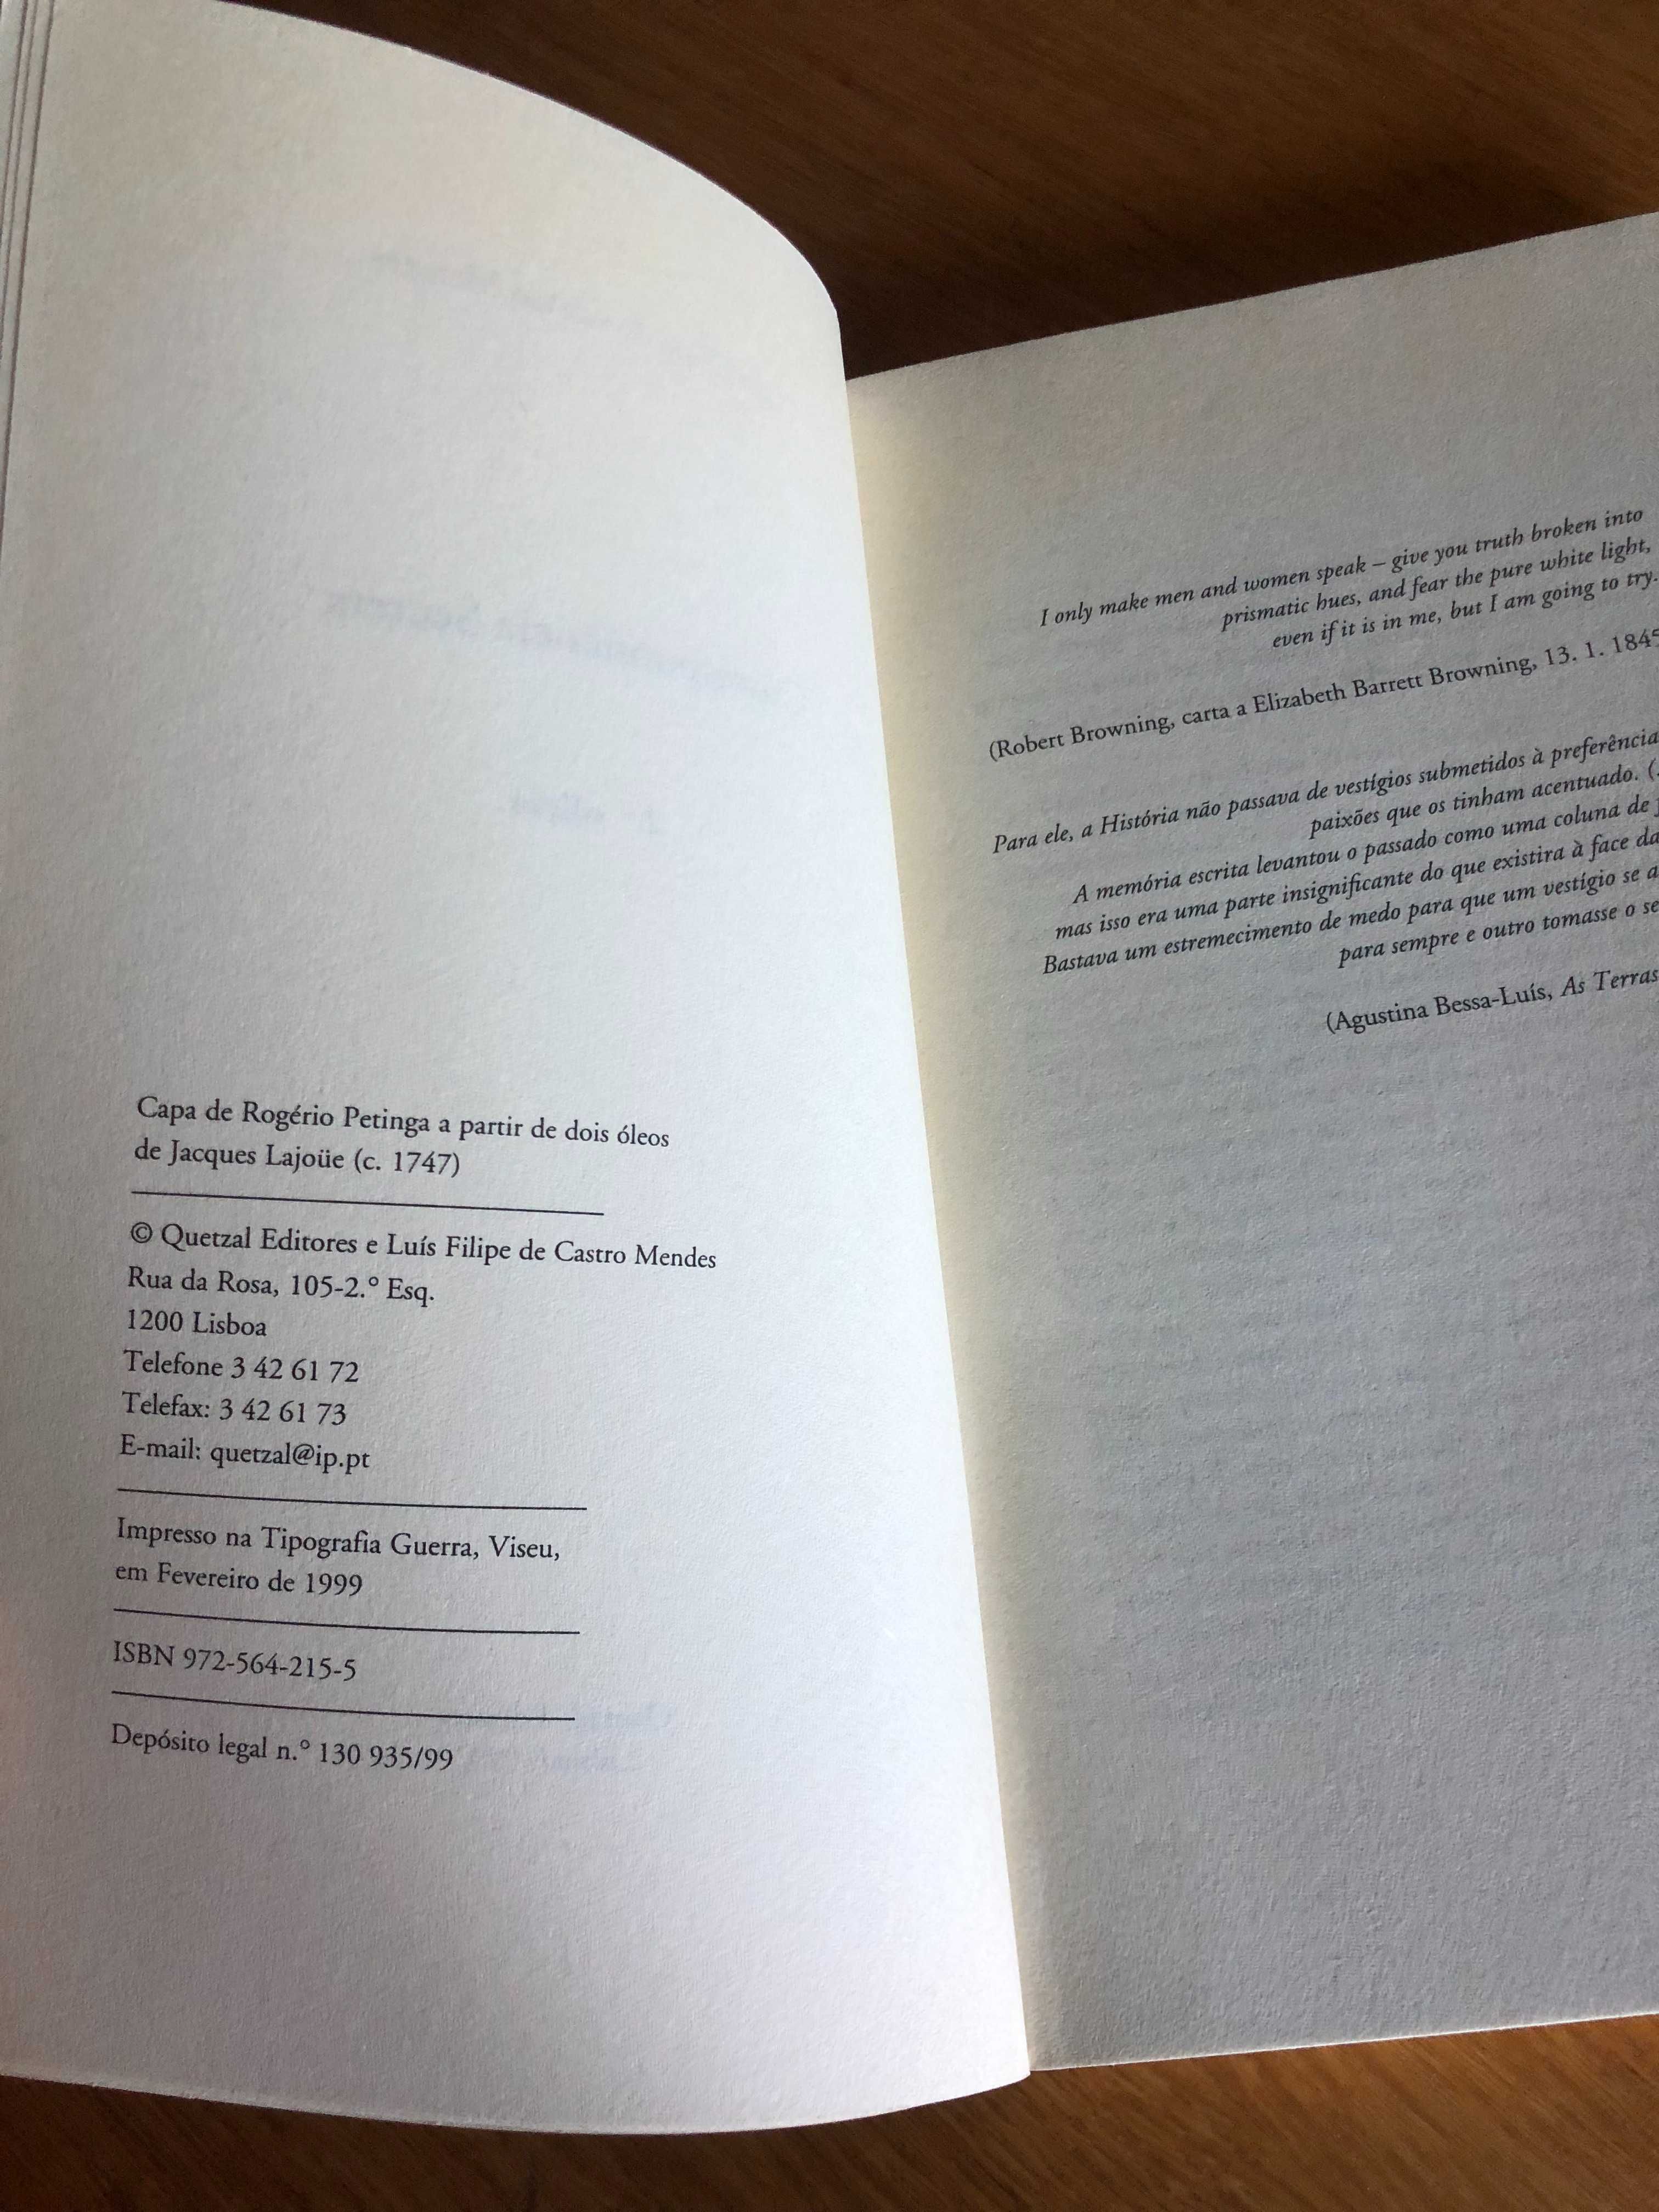 Capa de Rogério Petinga a partir de dois óleos
de Jacques Lajoüe (c. 1747)
© Quetzal Editores e Luís Filipe de Castro Mendes
Rua da Rosa, 105-2.º Esq.
1200 Lisboa
Telefone 3 42 61 72
Telefax: 3 42 61 73
E-mail: quetzal@ip.pt
Impresso na Tipografia Guerra, Viseu,
em Fevereiro de 1999
ISBN 972-564-215-5
Depósito legal n.º 130 935/99
I only make men and women speak – give you truth broken into
prismatic hues, and fear the pure white light,
even if it is in me, but I am going to try.
(Robert Browning, carta a Elizabeth Barrett Browning, 13. 1. 1845
Para ele, a História não passava de vestígios submetidos à preferência
paixões que os tinham acentuado. (
A memória escrita levantou o passado como uma coluna de
mas isso era uma parte insignificante do que existira à face da
Bastava um estremecimento de medo para que um vestígio se
para sempre e outro tomasse o
(Agustina Bessa-Luís, As Terras